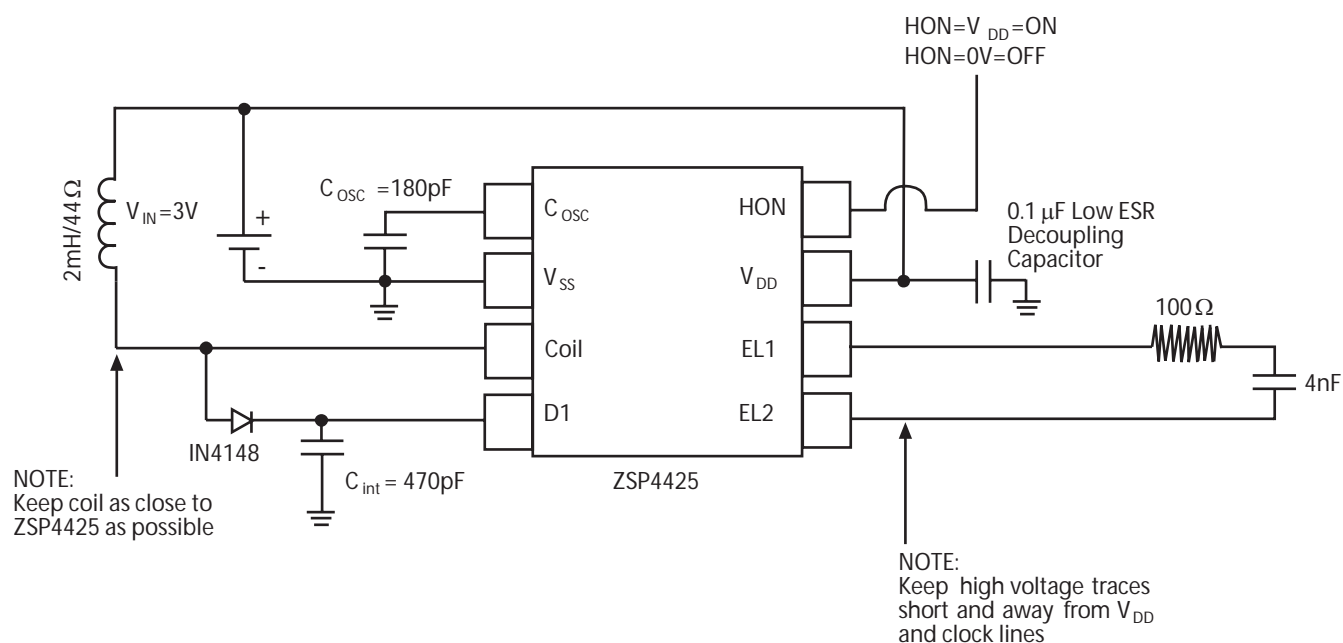 HON=V DD=ON
HON=0V=OFF
2mH/44Ω
V IN=3V
+
-
C OSC =180pF
C OSC
HON
0.1 μF Low ESR
Decoupling
Capacitor
V SS
V DD
100Ω
Coil
EL1
4nF
D1
EL2
IN4148
C int = 470pF
ZSP4425
NOTE:
Keep coil as close to
ZSP4425 as possible
NOTE:
Keep high voltage traces
short and away from V DD
and clock lines